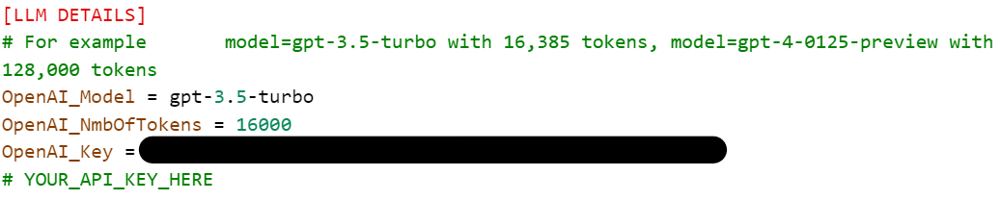 [LLM DETAILS]
# For example       model=gpt-3.5-turbo with 16,385 tokens, model=gpt-4-0125-preview with
128,000 tokens
OpenAI_Model = gpt-3.5-turbo
OpenAI_NmbOfTokens = 16000
OpenAI_Key =
# YOUR_API_KEY_HERE